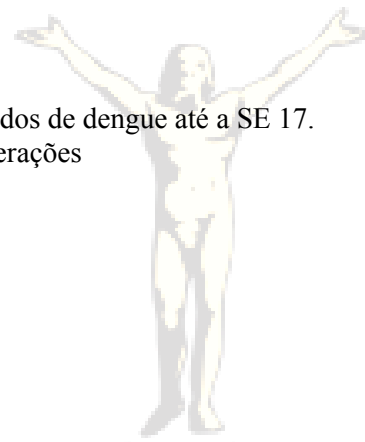 dos de dengue até a SE 17.
erações